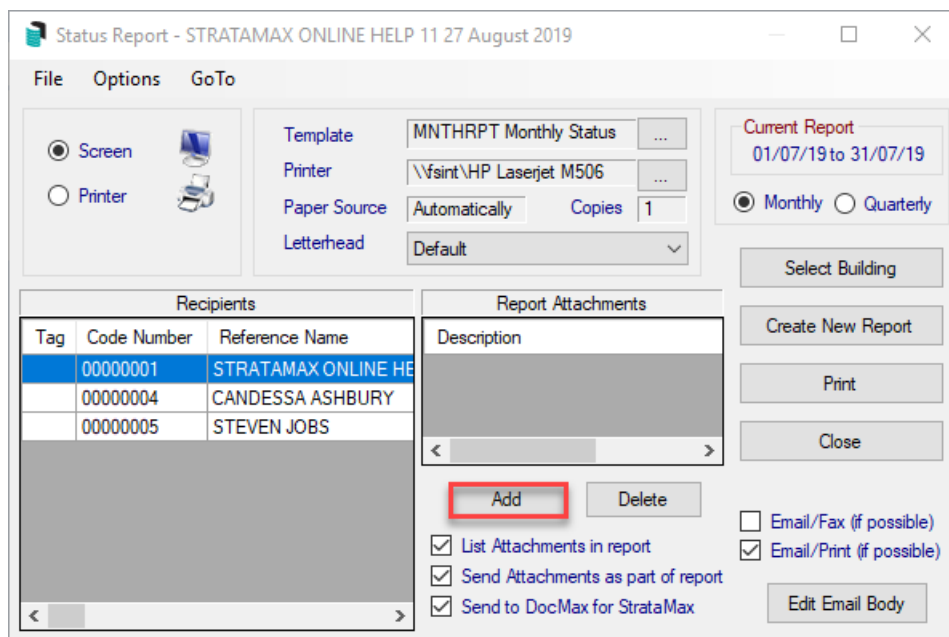 Status Report - STRATAMAX ONLINE HELP 11 27 August 2019
File Options GoTo
Screen
Printer
Template MNTHRPT Monthly Status ...
Printer \\fsint\HP Laserjet M506 ...
Paper Source Automatically Copies 1
Letterhead Default
Current Report
01/07/19 to 31/07/19
Monthly Quarterly
Select Building
Create New Report
Print
Close
Recipients
Tag Code Number Reference Name
00000001 STRATAMAX ONLINE HE
00000004 CANDESSA ASHBURY
00000005 STEVEN JOBS
Report Attachments
Description
Add Delete
List Attachments in report
Send Attachments as part of report
Send to DocMax for StrataMax
Email/Fax (if possible)
Email/Print (if possible)
Edit Email Body